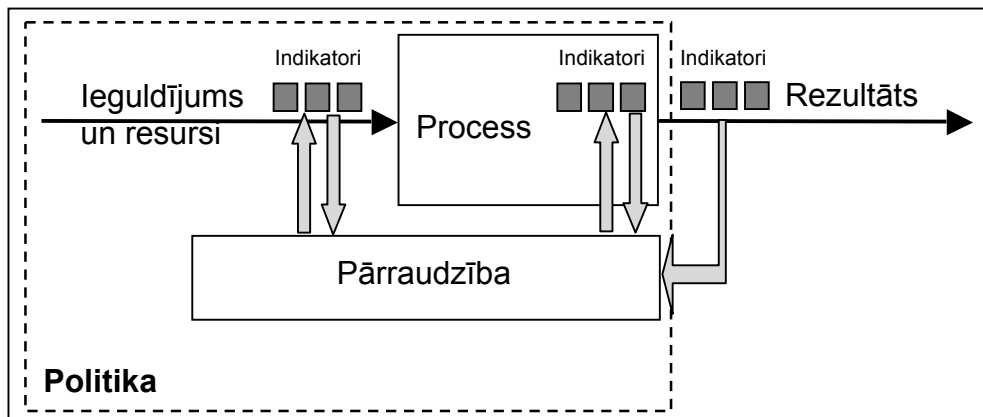 Indikatori
Indikatori
Indikatori
Ieguldījums
un resursi
Process
Rezultāts
Pārraudzība
Politika